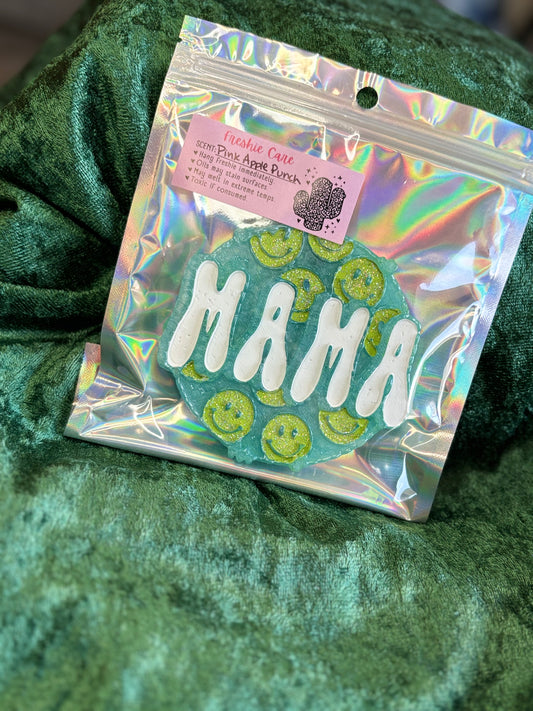 Freshie Care
SCENT: Pink Apple Punch
♥ Hang freshie immediately.
♥ Oils may stain surfaces.
♥ May melt in extreme temps.
♥ Toxic if consumed.
MAMA